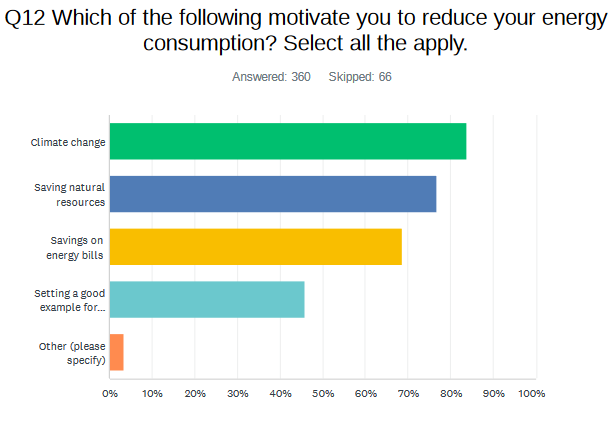 Q12 Which of the following motivate you to reduce your energy
consumption? Select all the apply.
Answered: 360 Skipped: 66
Climate change
Saving natural
resources
Savings on
energy bills
Setting a good
example for...
Other (please
specify)
0% 10% 20% 30% 40% 50% 60% 70% 80% 90% 100%